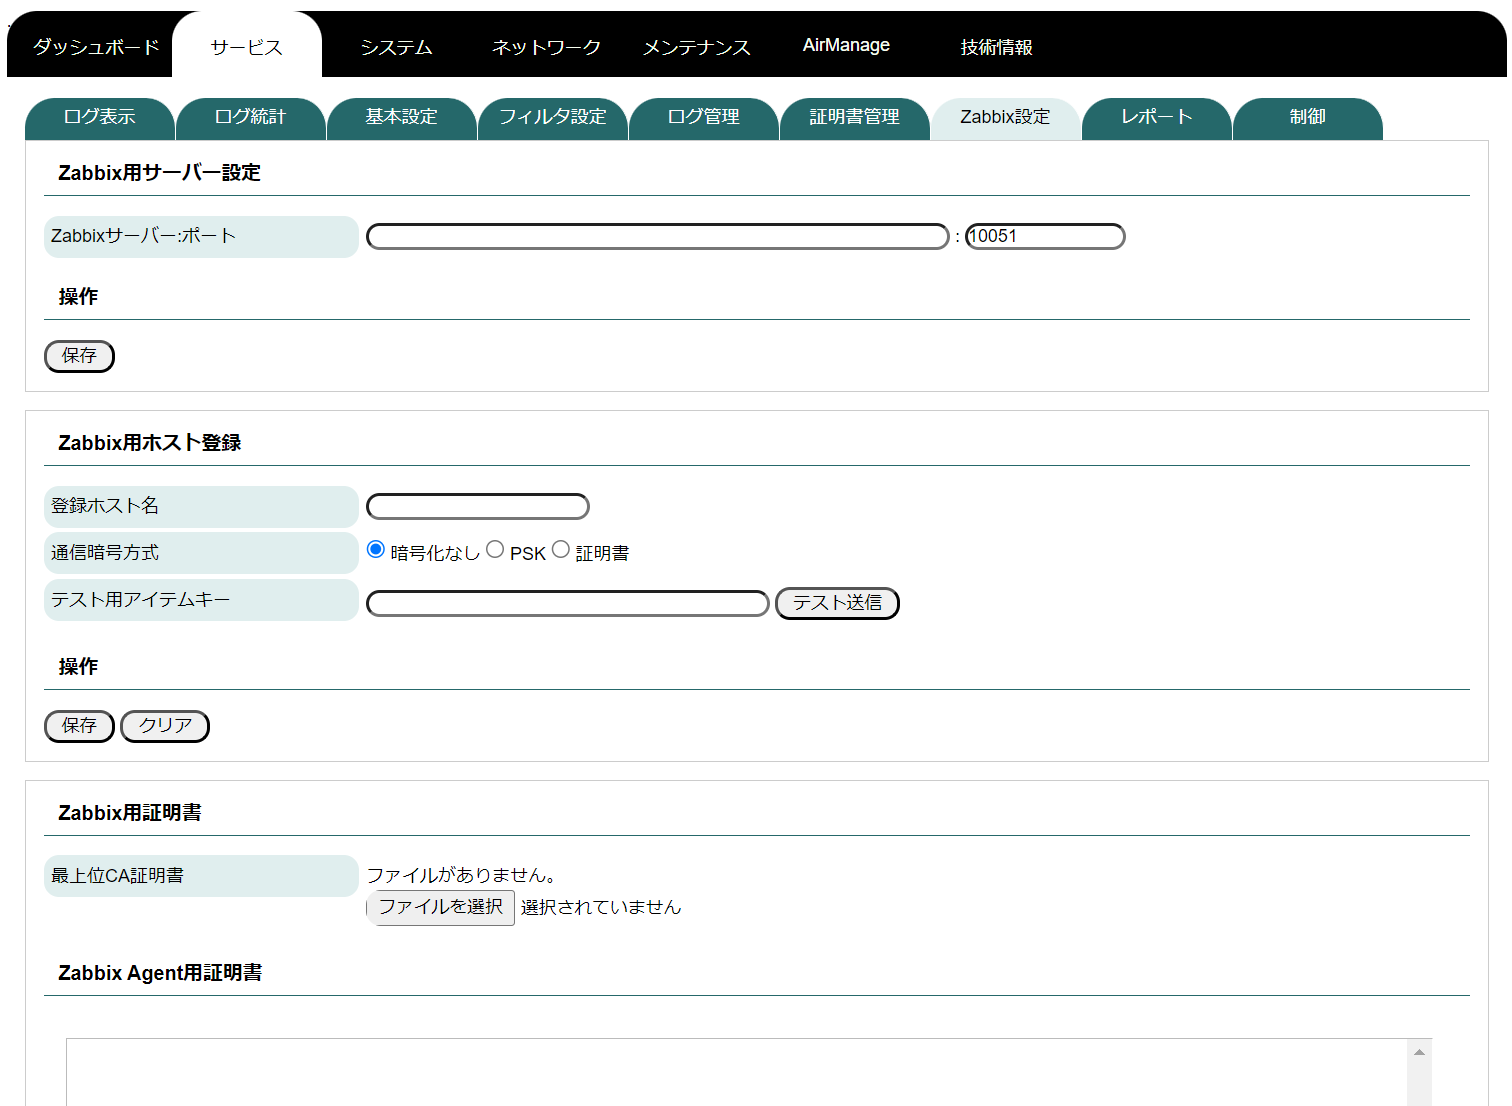 ダッシュボード サービス システム ネットワーク メンテナンス AirManage 技術情報
ログ表示 ログ統計 基本設定 フィルタ設定 ログ管理 証明書管理 Zabbix設定 レポート 制御
Zabbix用サーバー設定
Zabbixサーバー:ポート : 10051
操作
保存
Zabbix用ホスト登録
登録ホスト名
通信暗号方式 暗号化なし PSK 証明書
テスト用アイテムキー テスト送信
操作
保存 クリア
Zabbix用証明書
最上位CA証明書 ファイルがありません。
ファイルを選択 選択されていません
Zabbix Agent用証明書